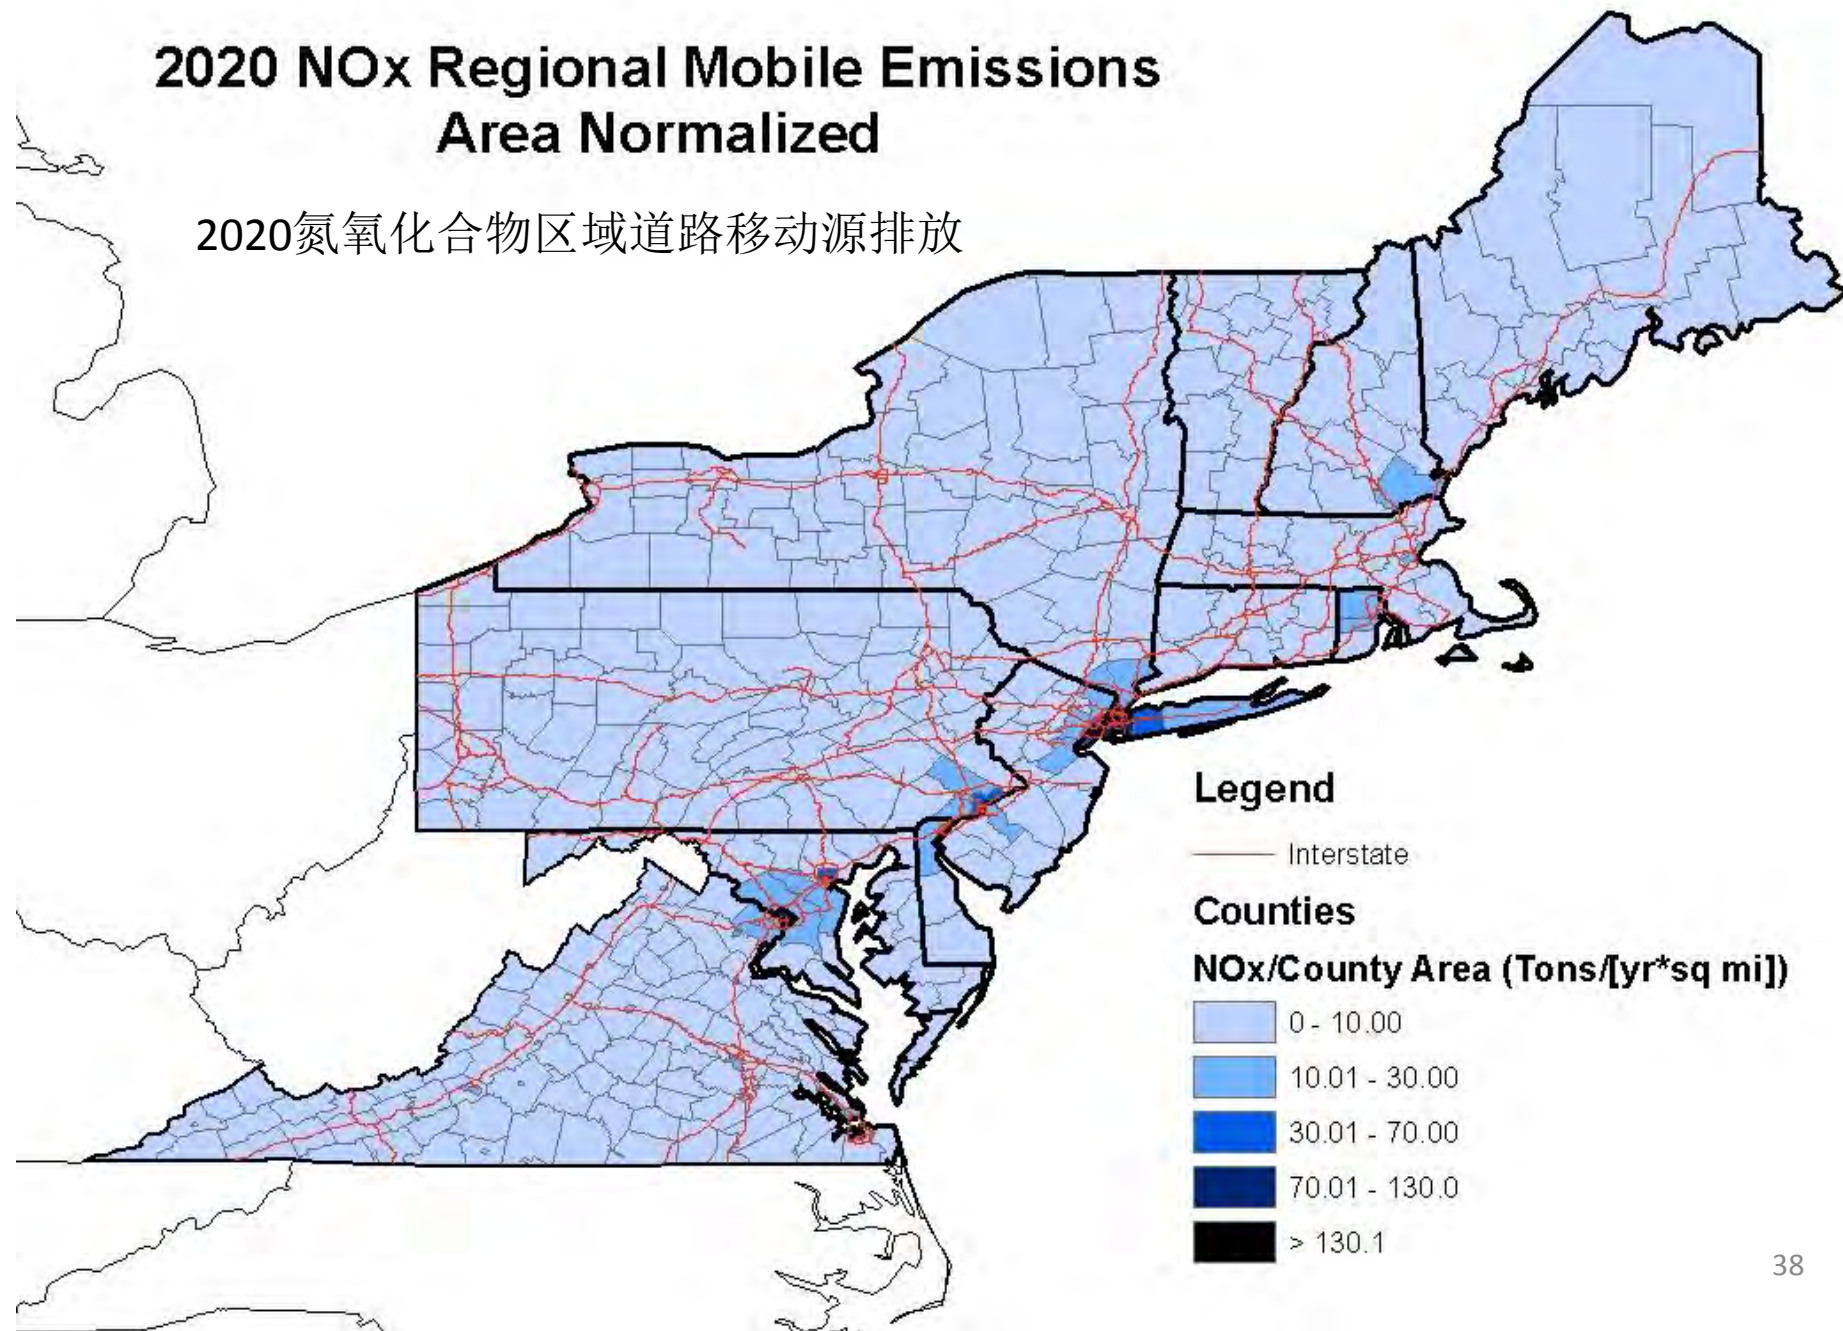 2020 NOx Regional Mobile Emissions
Area Normalized
2020氮氧化合物区域道路移动源排放
Legend
Interstate
Counties
NOx/County Area (Tons/[yr*sq mi])
0 - 10.00
10.01 - 30.00
30.01 - 70.00
70.01 - 130.0
> 130.1
38